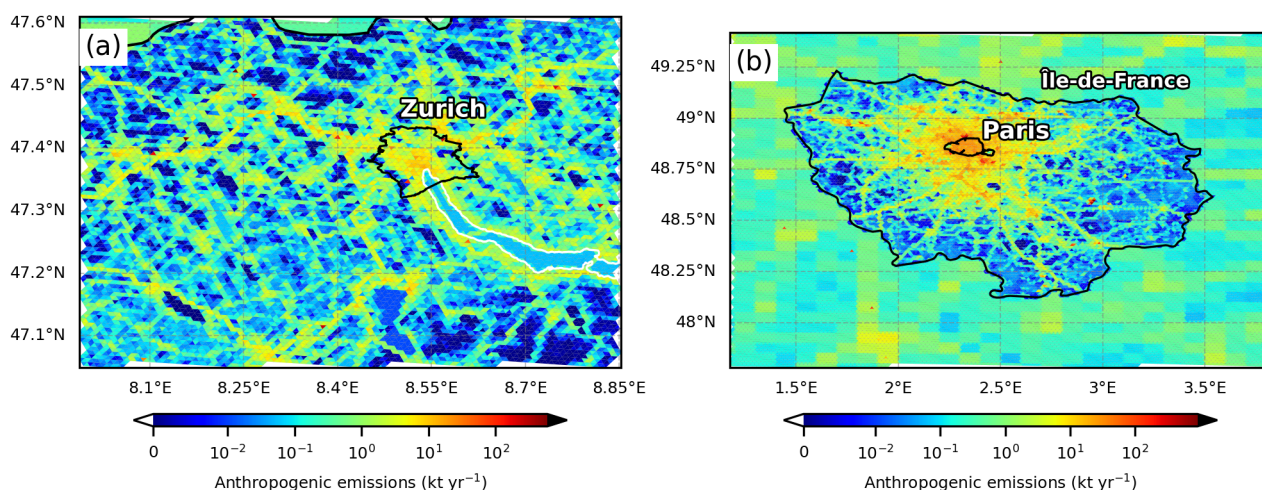 (a)
47.6°N
47.5°N
47.4°N
47.3°N
47.2°N
47.1°N
Zurich
8.1°E 8.25°E 8.4°E 8.55°E 8.7°E 8.85°E
0 10⁻² 10⁻¹ 10⁰ 10¹ 10²
Anthropogenic emissions (kt yr⁻¹)
(b)
49.25°N
49°N
48.75°N
48.5°N
48.25°N
48°N
Île-de-France
Paris
1.5°E 2°E 2.5°E 3°E 3.5°E
0 10⁻² 10⁻¹ 10⁰ 10¹ 10²
Anthropogenic emissions (kt yr⁻¹)